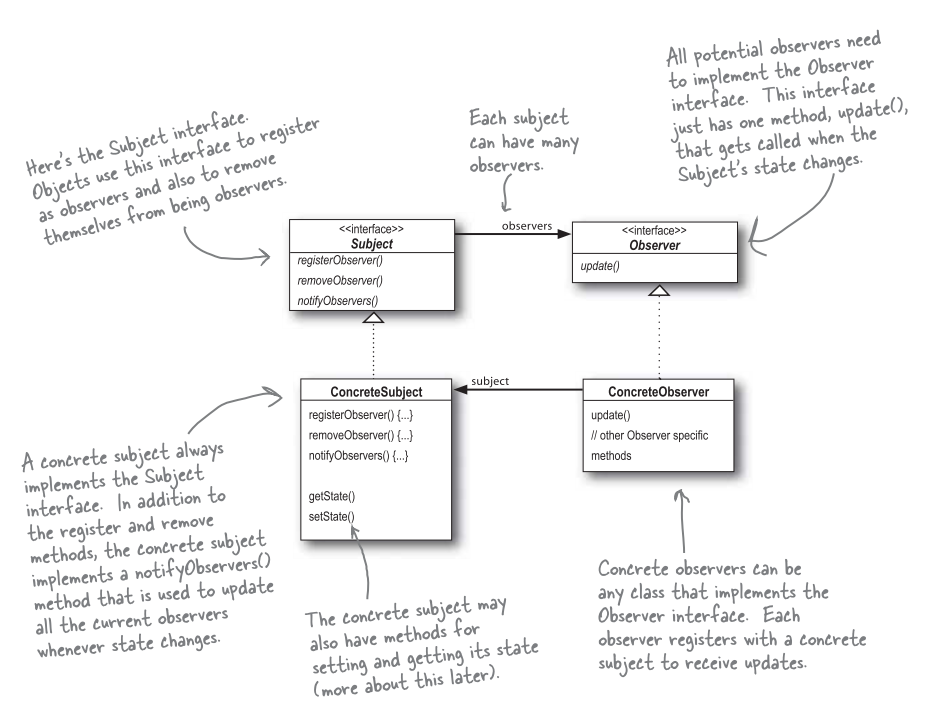 Here's the Subject interface.
Objects use this interface to register
as observers and also to remove
themselves from being observers.
Each subject
can have many
observers.
All potential observers need
to implement the Observer
interface. This interface
just has one method, update(),
that gets called when the
Subject's state changes.
<<interface>>
Subject
registerObserver()
removeObserver()
notifyObservers()
observers
<<interface>>
Observer
update()
ConcreteSubject
registerObserver() {...}
removeObserver() {...}
notifyObservers() {...}
getState()
setState()
subject
ConcreteObserver
update()
// other Observer specific
methods
A concrete subject always
implements the Subject
interface. In addition to
the register and remove
methods, the concrete subject
implements a notifyObservers()
method that is used to update
all the current observers
whenever state changes.
The concrete subject may
also have methods for
setting and getting its state
(more about this later).
Concrete observers can be
any class that implements the
Observer interface. Each
observer registers with a concrete
subject to receive updates.